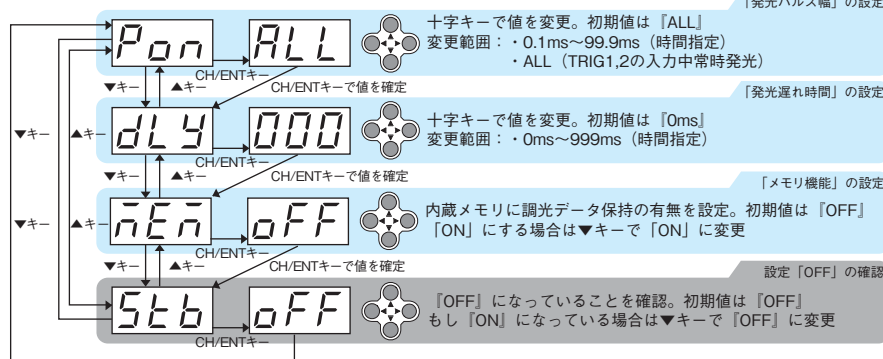 「発光パルス幅」の設定
Pon
ALL
十字キーで値を変更。初期値は『ALL』
変更範囲：・0.1ms～99.9ms（時間指定）
・ALL（TRIG1,2の入力中常時発光）
CH/ENTキー
▼キー
▲キー
CH/ENTキーで値を確定
「発光遅れ時間」の設定
▼キー
▲キー
dLY
000
十字キーで値を変更。初期値は『0ms』
変更範囲：・0ms～999ms（時間指定）
CH/ENTキー
▼キー
▲キー
CH/ENTキーで値を確定
「メモリ機能」の設定
▼キー
▲キー
mEm
oFF
内蔵メモリに調光データ保持の有無を設定。初期値は『OFF』
「ON」にする場合は▼キーで「ON」に変更
CH/ENTキー
▼キー
▲キー
CH/ENTキーで値を確定
設定「OFF」の確認
Stb
oFF
『OFF』になっていることを確認。初期値は『OFF』
もし『ON』になっている場合は▼キーで『OFF』に変更
CH/ENTキー